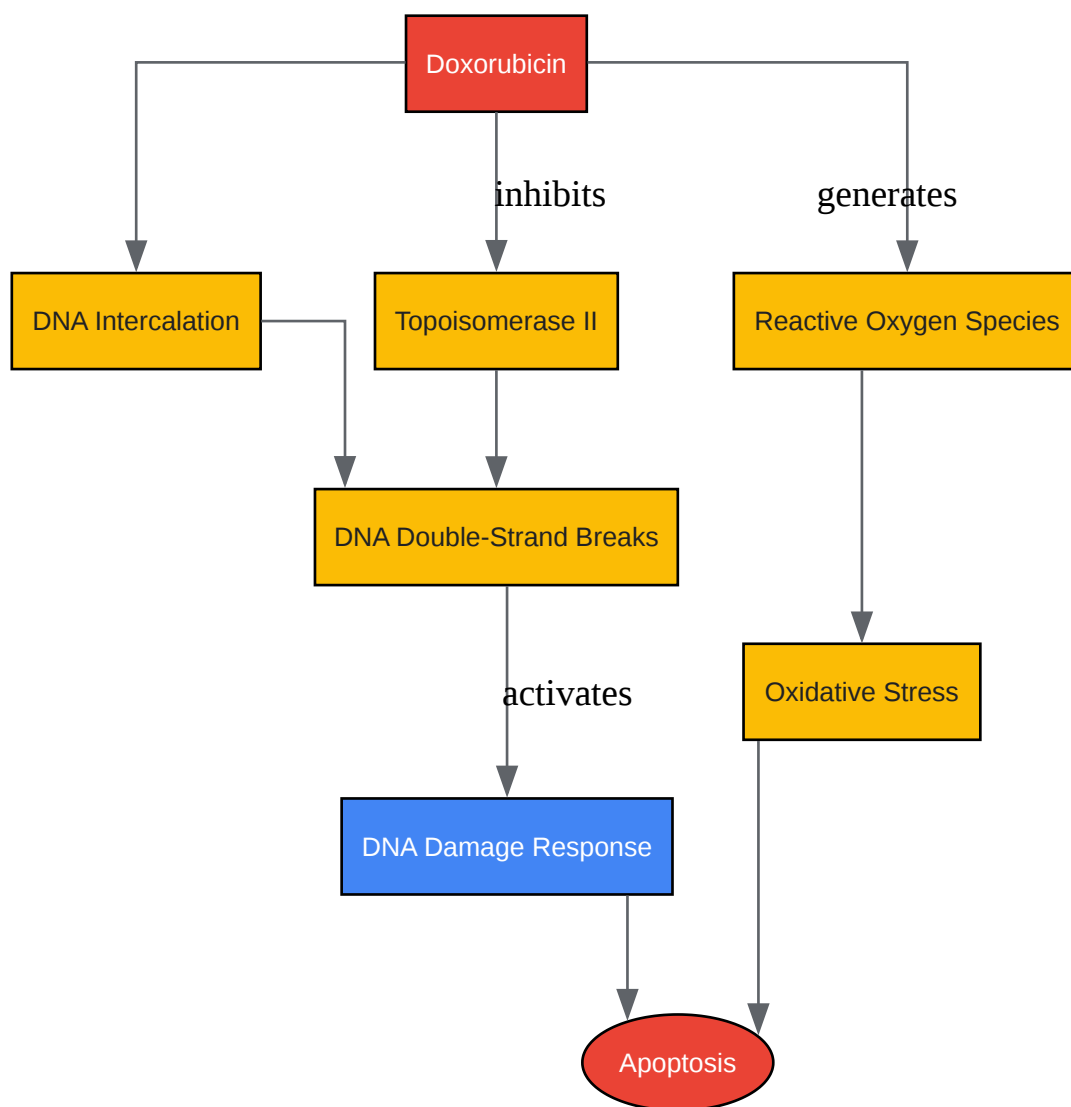 Doxorubicin
inhibits
generates
DNA Intercalation
Topoisomerase II
Reactive Oxygen Species
DNA Double-Strand Breaks
activates
Oxidative Stress
DNA Damage Response
Apoptosis